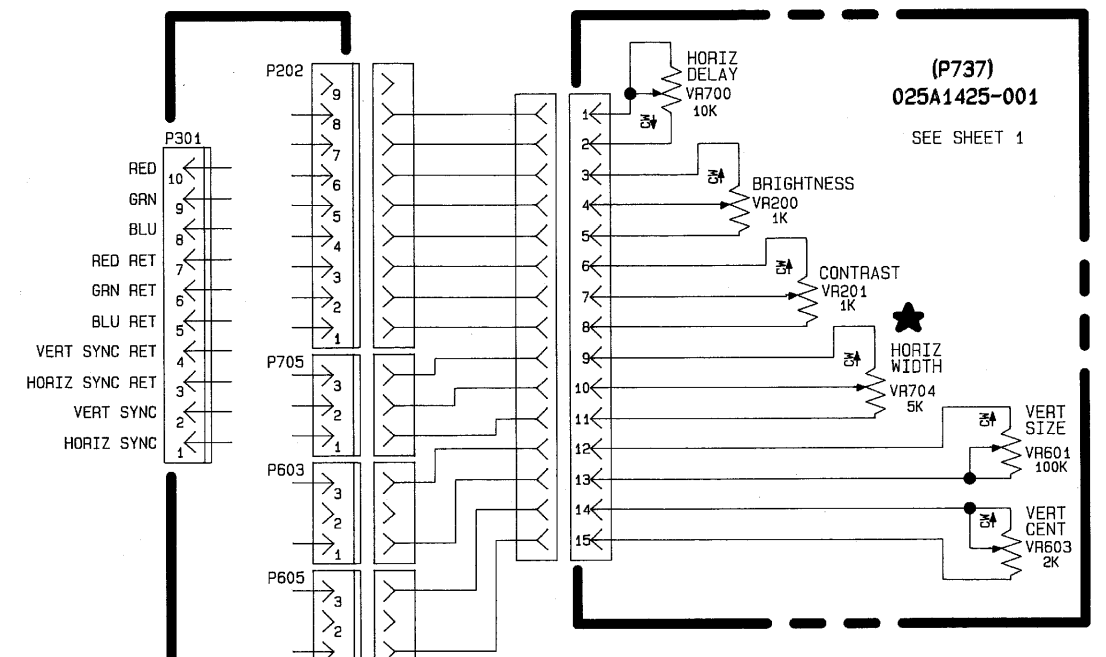 P301
RED 10
GRN 9
BLU 8
RED RET 7
GRN RET 6
BLU RET 5
VERT SYNC RET 4
HORIZ SYNC RET 3
VERT SYNC 2
HORIZ SYNC 1
P202
9
8
7
6
5
4
3
2
1
P705
3
2
1
P603
3
2
1
P605
3
2
1
2
3
4
5
6
7
8
9
10
11
12
13
14
15
HORIZ
DELAY
VR700
10K
CW
(P737)
025A1425-001
SEE SHEET 1
CW
BRIGHTNESS
VR200
1K
CW
CONTRAST
VR201
1K
CW
HORIZ
WIDTH
VR704
5K
CW
VERT
SIZE
VR601
100K
CW
VERT
CENT
VR603
2K